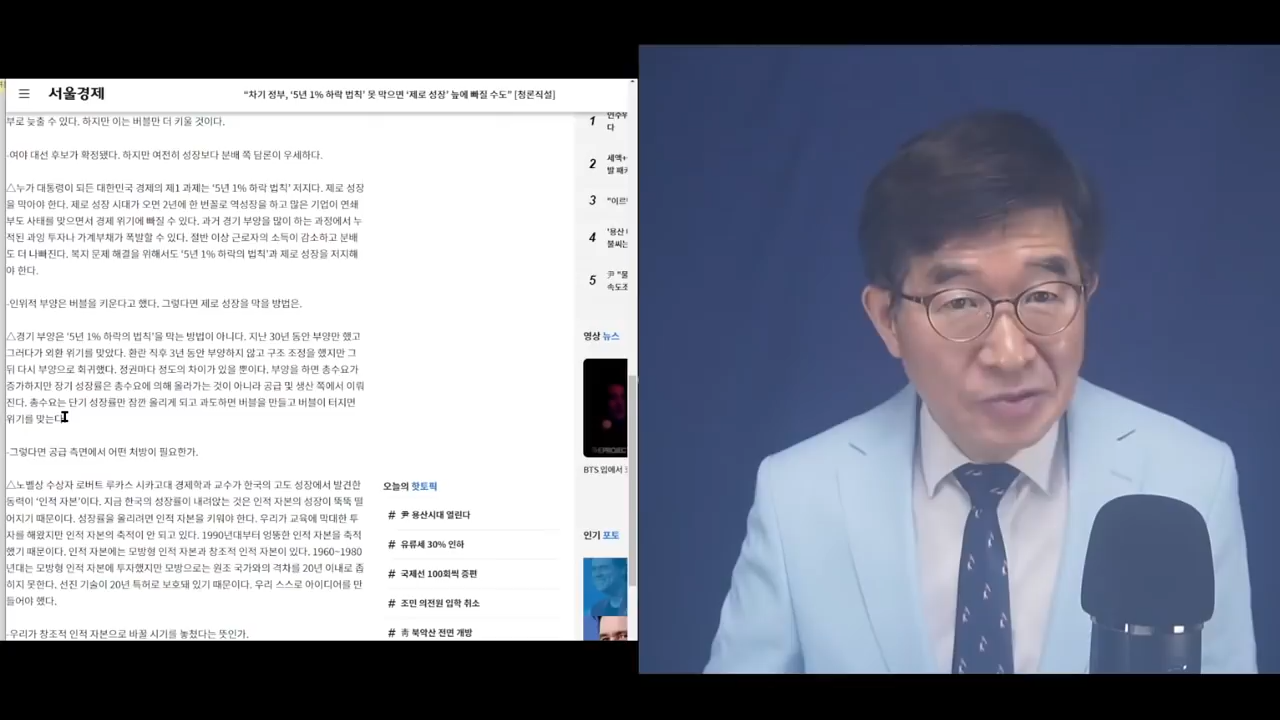 서울경제
“차기 정부, ‘5년 1% 하락 법칙’ 못 막으면 ‘제로 성장’ 늪에 빠질 수도” [청론직설]
부로 늦출 수 있다. 하지만 이는 버블만 더 키울 것이다.
-여야 대선 후보가 확정됐다. 하지만 여전히 성장보다 분배 쪽 담론이 우세하다.
△누가 대통령이 되든 대한민국 경제의 제1 과제는 ‘5년 1% 하락 법칙’ 저지다. 제로 성장
을 막아야 한다. 제로 성장 시대가 오면 2년에 한 번꼴로 역성장을 하고 많은 기업이 연쇄
부도 사태를 맞으면서 경제 위기에 빠질 수 있다. 과거 경기 부양을 많이 하는 과정에서 누
적된 과잉 투자나 가계부채가 폭발할 수 있다. 절반 이상 근로자의 소득이 감소하고 분배
도 더 나빠진다. 복지 문제 해결을 위해서도 ‘5년 1% 하락의 법칙’과 제로 성장을 저지해
야 한다.
-인위적 부양은 버블을 키운다고 했다. 그렇다면 제로 성장을 막을 방법은.
△경기 부양은 ‘5년 1% 하락의 법칙’을 막는 방법이 아니다. 지난 30년 동안 부양만 했고
그러다가 외환 위기를 맞았다. 환란 직후 3년 동안 부양하지 않고 구조 조정을 했지만 그
뒤 다시 부양으로 회귀했다. 정권마다 정도의 차이가 있을 뿐이다. 부양을 하면 총수요가
증가하지만 장기 성장률은 총수요에 의해 올라가는 것이 아니라 공급 및 생산 쪽에서 이뤄
진다. 총수요는 단기 성장률만 잠깐 올리게 되고 과도하면 버블을 만들고 버블이 터지면
위기를 맞는다
-그렇다면 공급 측면에서 어떤 처방이 필요한가.
△노벨상 수상자 로버트 루카스 시카고대 경제학과 교수가 한국의 고도 성장에서 발견한
동력이 ‘인적 자본’이다. 지금 한국의 성장률이 내려앉는 것은 인적 자본의 성장이 뚝뚝 떨
어지기 때문이다. 성장률을 올리려면 인적 자본을 키워야 한다. 우리가 교육에 막대한 투
자를 해왔지만 인적 자본의 축적이 안 되고 있다. 1990년대부터 엉뚱한 인적 자본을 축적
했기 때문이다. 인적 자본에는 모방형 인적 자본과 창조적 인적 자본이 있다. 1960~1980
년대는 모방형 인적 자본에 투자했지만 모방으로는 원조 국가와의 격차를 20년 이내로 좁
히지 못한다. 선진 기술이 20년 특허로 보호돼 있기 때문이다. 우리 스스로 아이디어를 만
들어야 했다.
-우리가 창조적 인적 자본으로 바꿀 시기를 놓쳤다는 뜻인가.
오늘의 핫토픽
# 尹 용산시대 열린다
# 유류세 30% 인하
# 국제선 100회씩 증편
# 조민 의전원 입학 취소
# 靑 북악산 전면 개방
1
다
2 세액+
발 패
3 "이르
4 '용산
불씨는
5 尹 "물
속도조
영상 뉴스
BTS 입에서
인기 포토